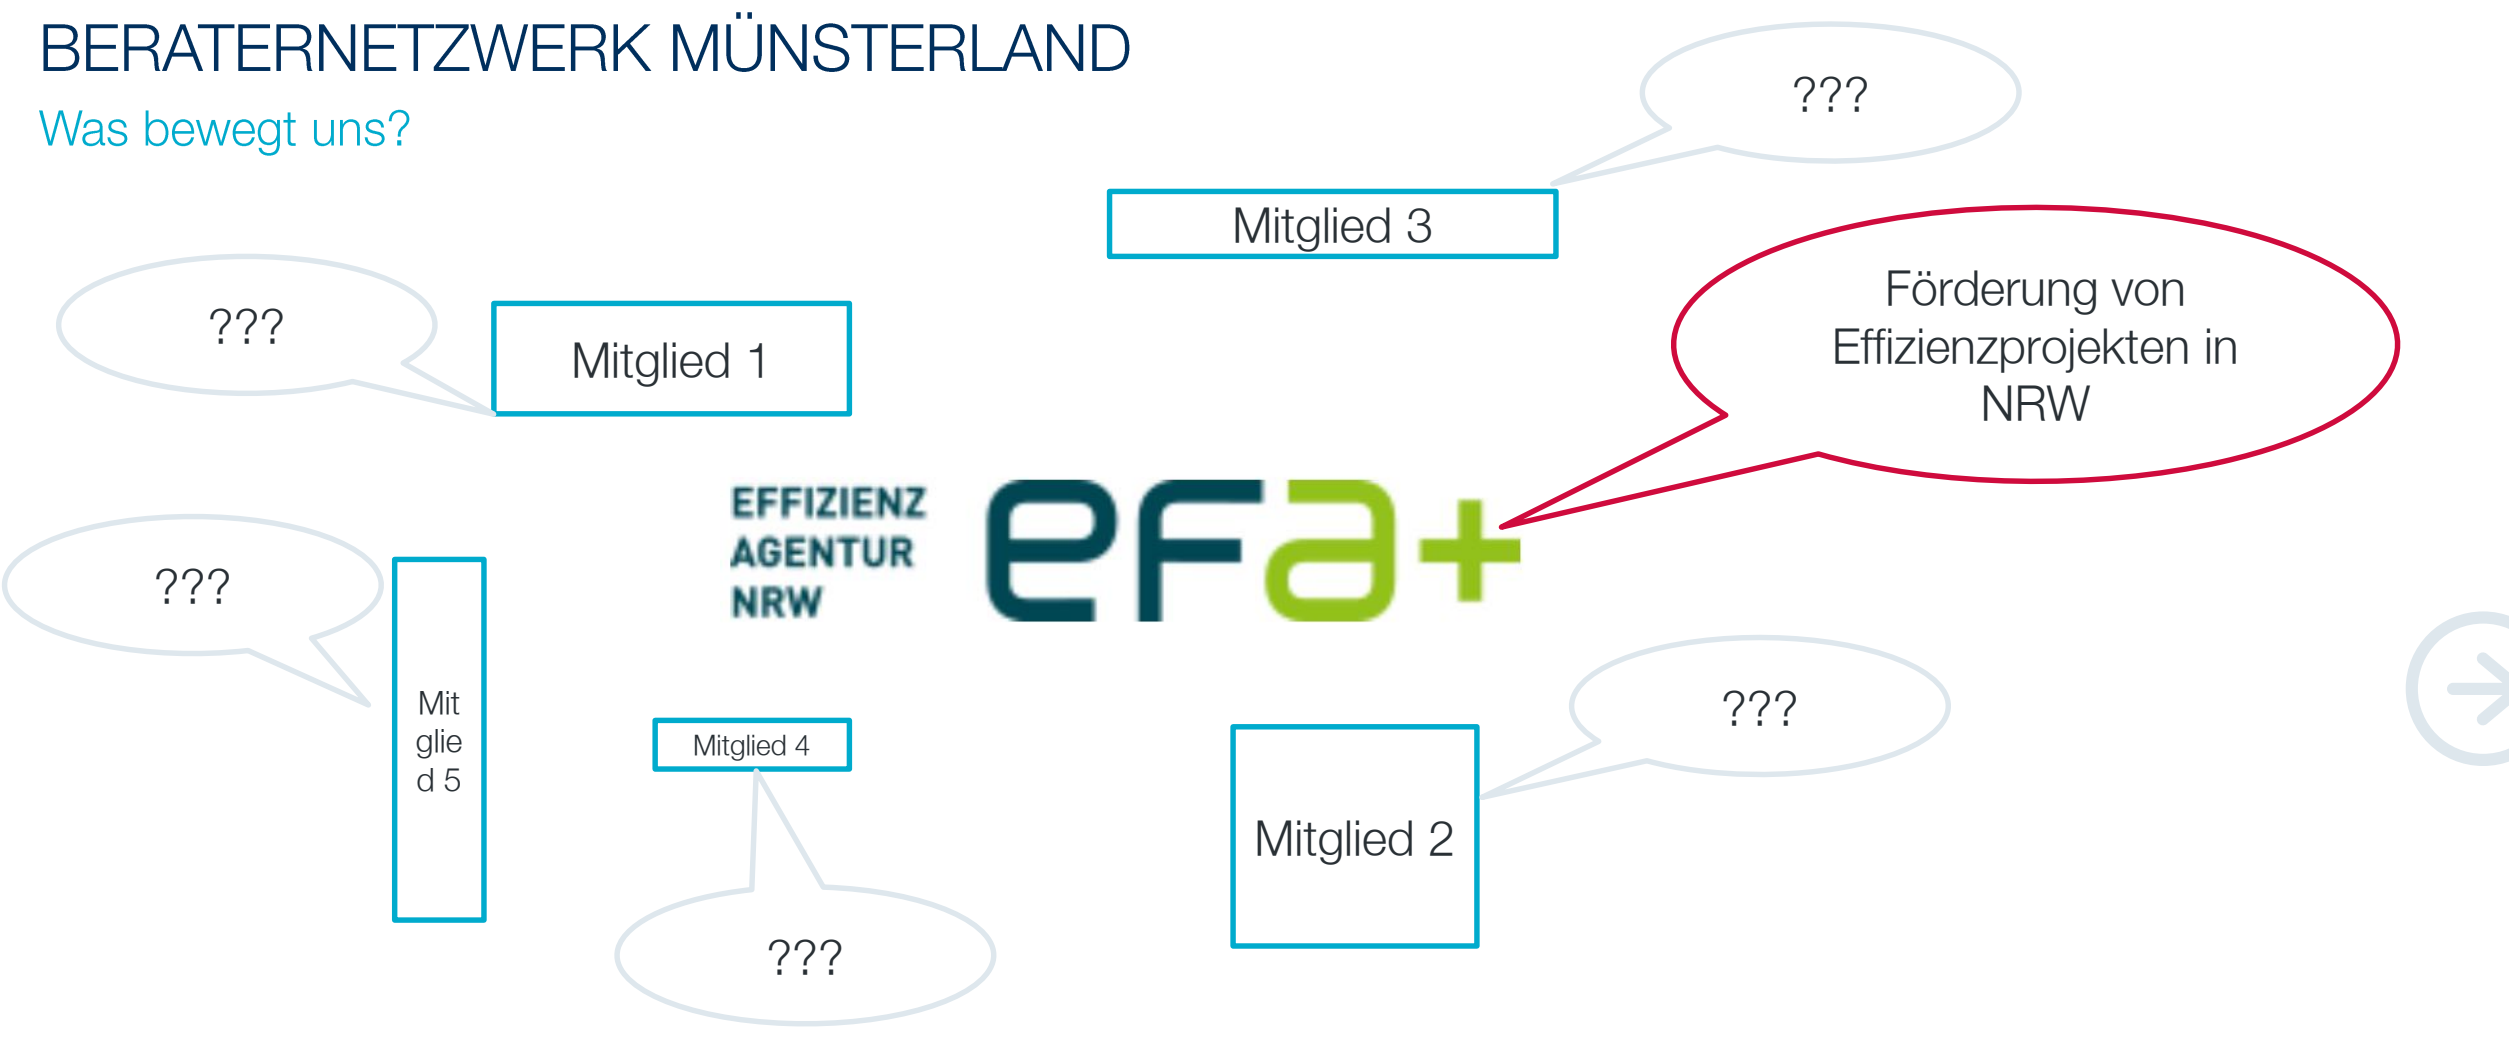 BERATERNETZWERK MÜNSTERLAND
Was bewegt uns?
???
Mitglied 3
Förderung von
Effizienzprojekten in
NRW
???
Mitglied 1
EFFIZIENZ
AGENTUR
NRW
efa+
???
Mit
glie
d 5
Mitglied 4
???
Mitglied 2
???